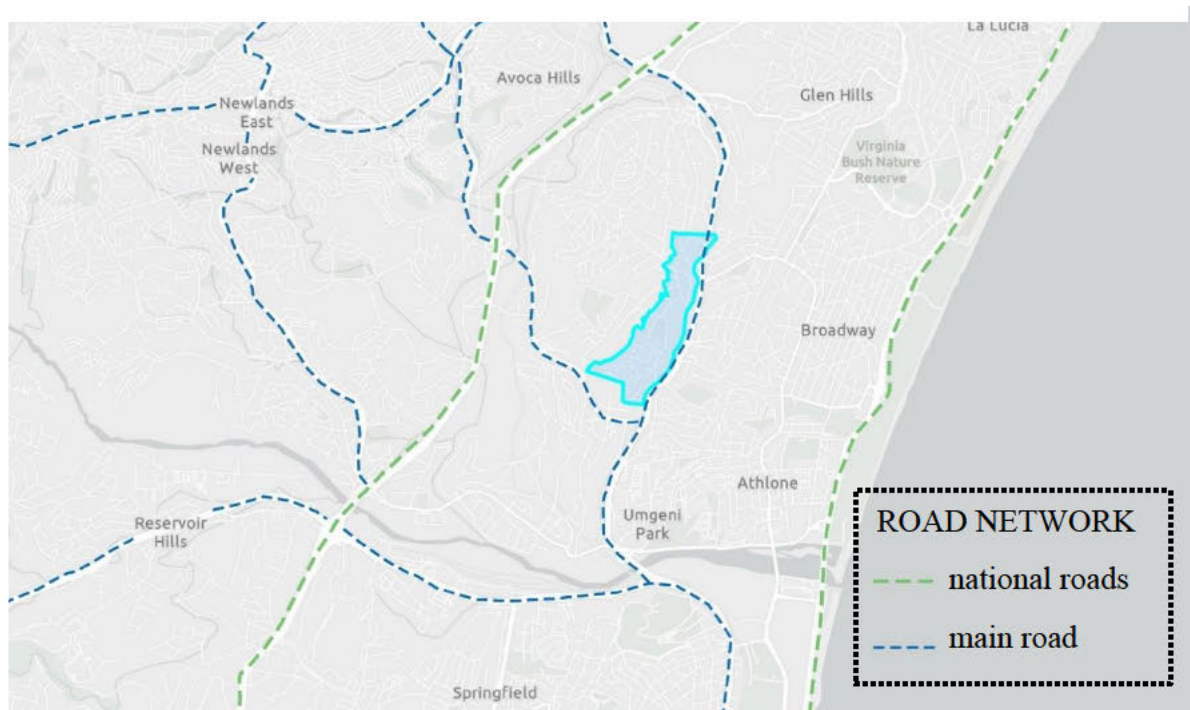 La Lucia
Avoca Hills
Glen Hills
Newlands
East
Newlands
West
Virginia
Bush Nature
Reserve
Broadway
Athlone
Reservoir
Hills
Umgeni
Park
Springfield
ROAD NETWORK
national roads
main road